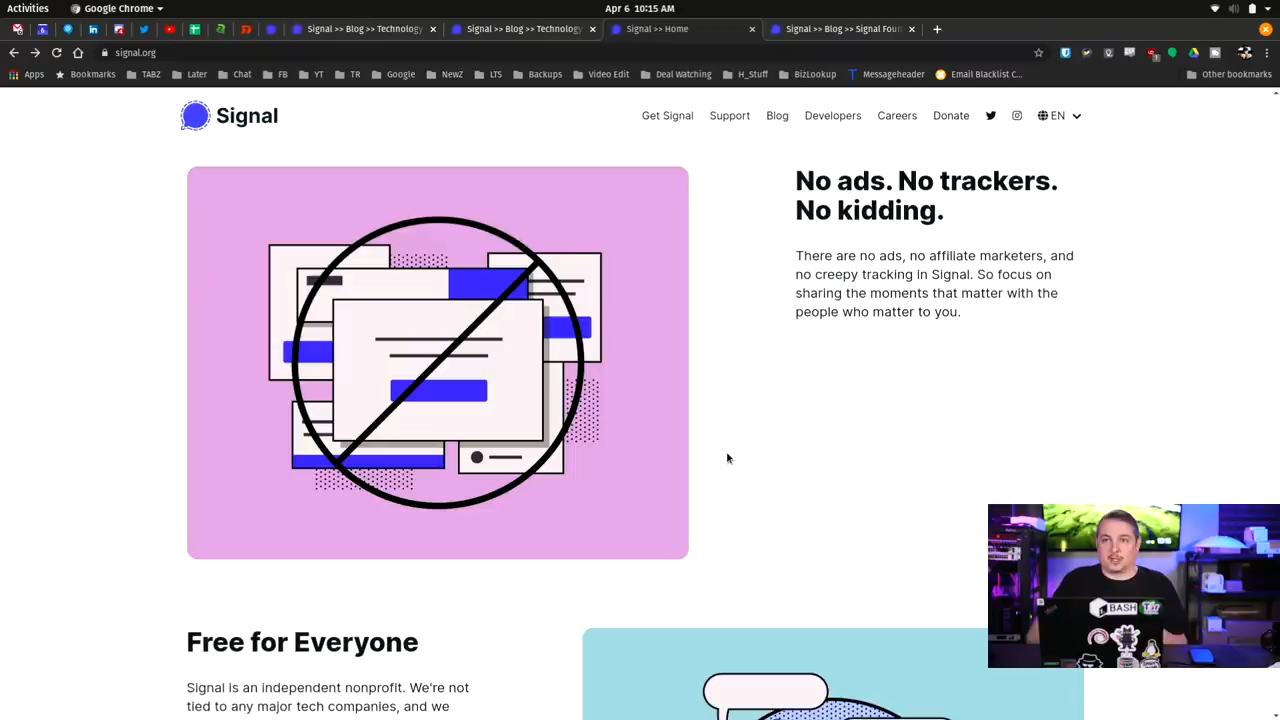 Activities
Google Chrome
Apr 6 10:15 AM
Signal >> Blog >> Technology
Signal >> Blog >> Technology
Signal >> Home
Signal >> Blog >> Signal Foun
signal.org
Apps
Bookmarks
TABZ
Later
Chat
FB
YT
TR
Google
NewZ
LTS
Backups
Video Edit
Deal Watching
H_Stuff
BizLookup
Messageheader
Email Blacklist C...
Other bookmarks
Signal
Get Signal
Support
Blog
Developers
Careers
Donate
EN
No ads. No trackers.
No kidding.
There are no ads, no affiliate marketers, and
no creepy tracking in Signal. So focus on
sharing the moments that matter with the
people who matter to you.
BASH
Free for Everyone
Signal is an independent nonprofit. We're not
tied to any major tech companies, and we